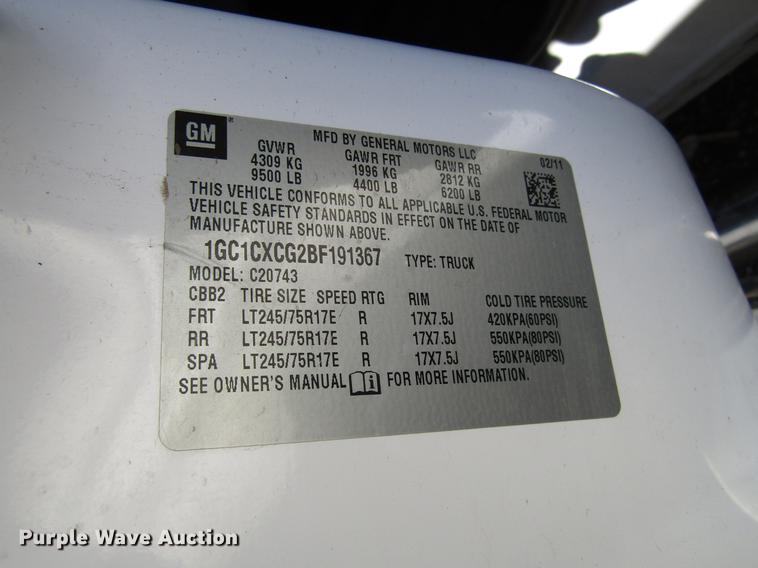 GM
MFD BY GENERAL MOTORS LLC
GVWR GAWR FRT GAWR RR 02/11
4309 KG 1996 KG 2812 KG
9500 LB 4400 LB 6200 LB
THIS VEHICLE CONFORMS TO ALL APPLICABLE U.S. FEDERAL MOTOR
VEHICLE SAFETY STANDARDS IN EFFECT ON THE DATE OF
MANUFACTURE SHOWN ABOVE.
1GC1CXCG2BF191367 TYPE: TRUCK
MODEL: C20743
CBB2 TIRE SIZE SPEED RTG RIM COLD TIRE PRESSURE
FRT LT245/75R17E R 17X7.5J 420KPA(60PSI)
RR LT245/75R17E R 17X7.5J 550KPA(80PSI)
SPA LT245/75R17E R 17X7.5J 550KPA(80PSI)
SEE OWNER'S MANUAL FOR MORE INFORMATION.
Purple Wave Auction